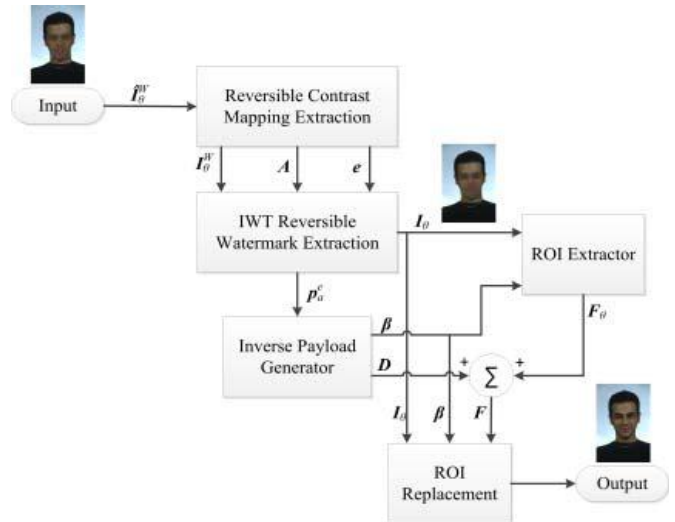 Input
Î_θ^W
Reversible Contrast
Mapping Extraction
I_θ^W
A
e
IWT Reversible
Watermark Extraction
I_θ
ROI Extractor
p_a^e
β
F_θ
Inverse Payload
Generator
D
+
Σ
+
I_θ
β
F
ROI
Replacement
Output